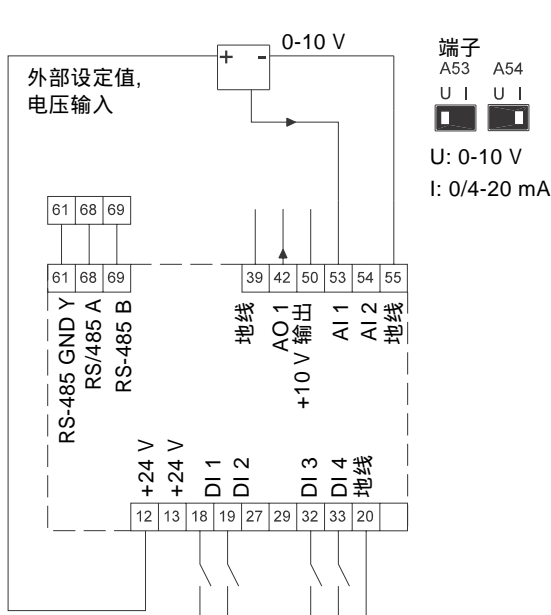 + -
0-10 V
外部设定值,
电压输入
端子
A53 A54
U I U I
U: 0-10 V
I: 0/4-20 mA
61 68 69
61 68 69
39 42 50 53 54 55
RS-485 GND Y
RS/485 A
RS-485 B
地线
AO 1
+10 V 输出
AI 1
AI 2
地线
+24 V
+24 V
DI 1
DI 2
DI 3
DI 4
地线
12 13 18 19 27 29 32 33 20